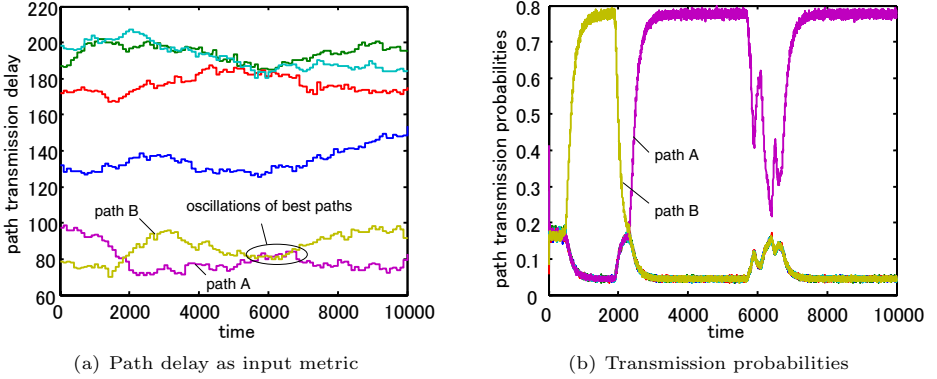 path transmission delay
220
200
180
160
140
120
100
80
60
path B
oscillations of best paths
path A
0
2000
4000
6000
8000
10000
time
(a) Path delay as input metric
path transmission probabilities
0.8
0.7
0.6
0.5
0.4
0.3
0.2
0.1
0
path A
path B
0
2000
4000
6000
8000
10000
time
(b) Transmission probabilities